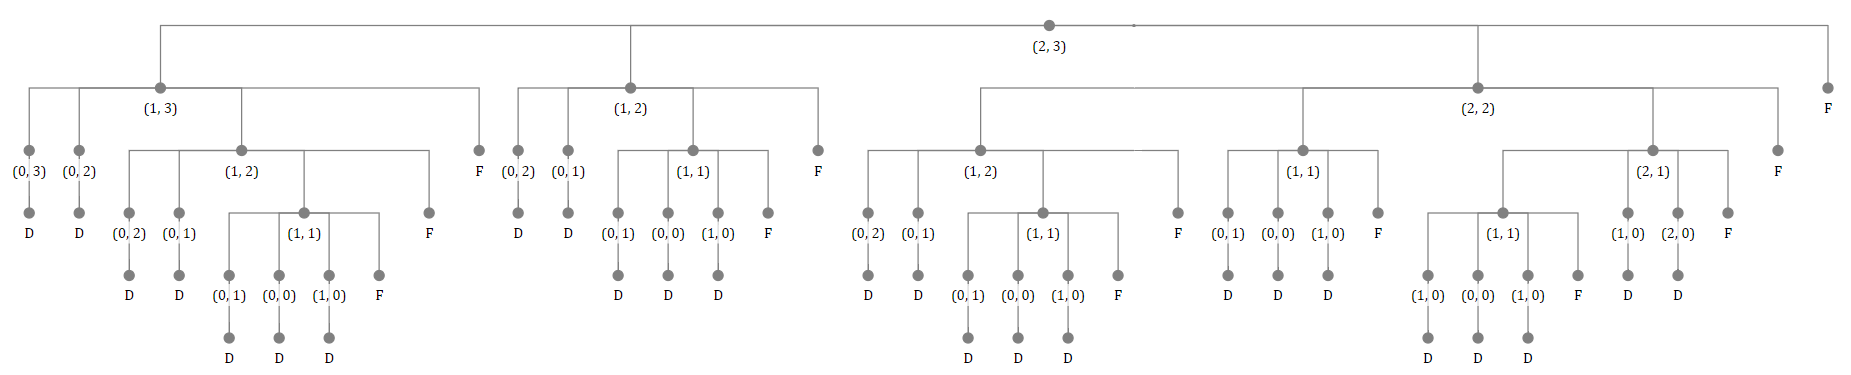 (2, 3)
(1, 3) (1, 2) (2, 2) F
(0, 3) (0, 2) (1, 2) F (0, 2) (0, 1) (1, 1) F (1, 2) (1, 1) (2, 1) F
D D (0, 2) (0, 1) (1, 1) F D D (0, 1) (0, 0) (1, 0) F (0, 2) (0, 1) (1, 1) F (0, 1) (0, 0) (1, 0) F (1, 1) (1, 0) (2, 0) F
D D (0, 1) (0, 0) (1, 0) F D D D D D (0, 1) (0, 0) (1, 0) F D D D (1, 0) (0, 0) (1, 0) F D D
D D D D D D D D D